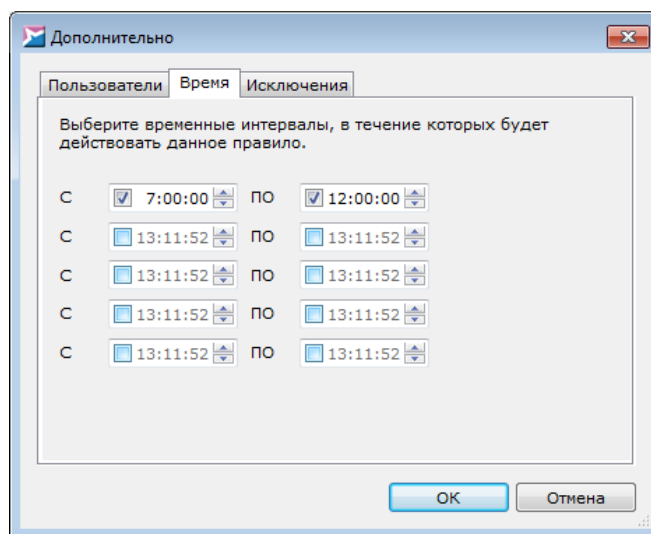 Дополнительно
Пользователи Время Исключения
Выберите временные интервалы, в течение которых будет
действовать данное правило.
С 7:00:00 ПО 12:00:00
С 13:11:52 ПО 13:11:52
С 13:11:52 ПО 13:11:52
С 13:11:52 ПО 13:11:52
С 13:11:52 ПО 13:11:52
ОК Отмена